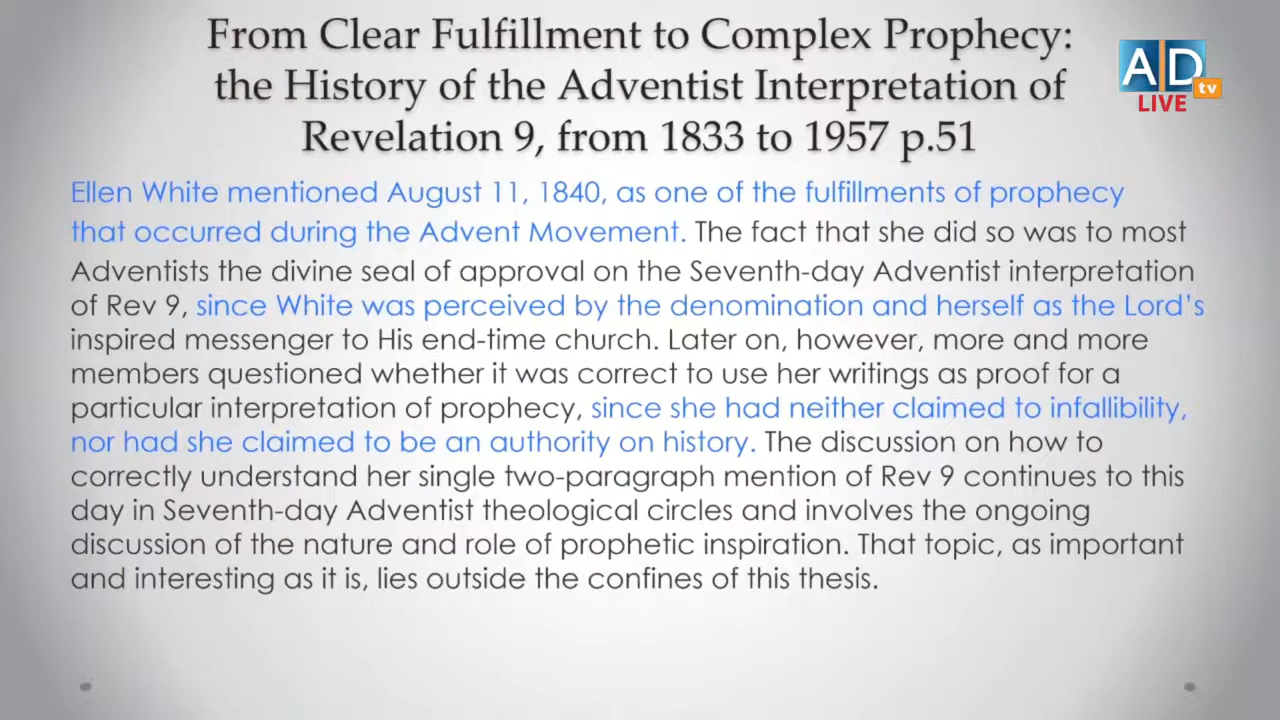 From Clear Fulfillment to Complex Prophecy:
the History of the Adventist Interpretation of
Revelation 9, from 1833 to 1957 p.51
AD
tv
LIVE
Ellen White mentioned August 11, 1840, as one of the fulfillments of prophecy
that occurred during the Advent Movement. The fact that she did so was to most
Adventists the divine seal of approval on the Seventh-day Adventist interpretation
of Rev 9, since White was perceived by the denomination and herself as the Lord's
inspired messenger to His end-time church. Later on, however, more and more
members questioned whether it was correct to use her writings as proof for a
particular interpretation of prophecy, since she had neither claimed to infallibility,
nor had she claimed to be an authority on history. The discussion on how to
correctly understand her single two-paragraph mention of Rev 9 continues to this
day in Seventh-day Adventist theological circles and involves the ongoing
discussion of the nature and role of prophetic inspiration. That topic, as important
and interesting as it is, lies outside the confines of this thesis.